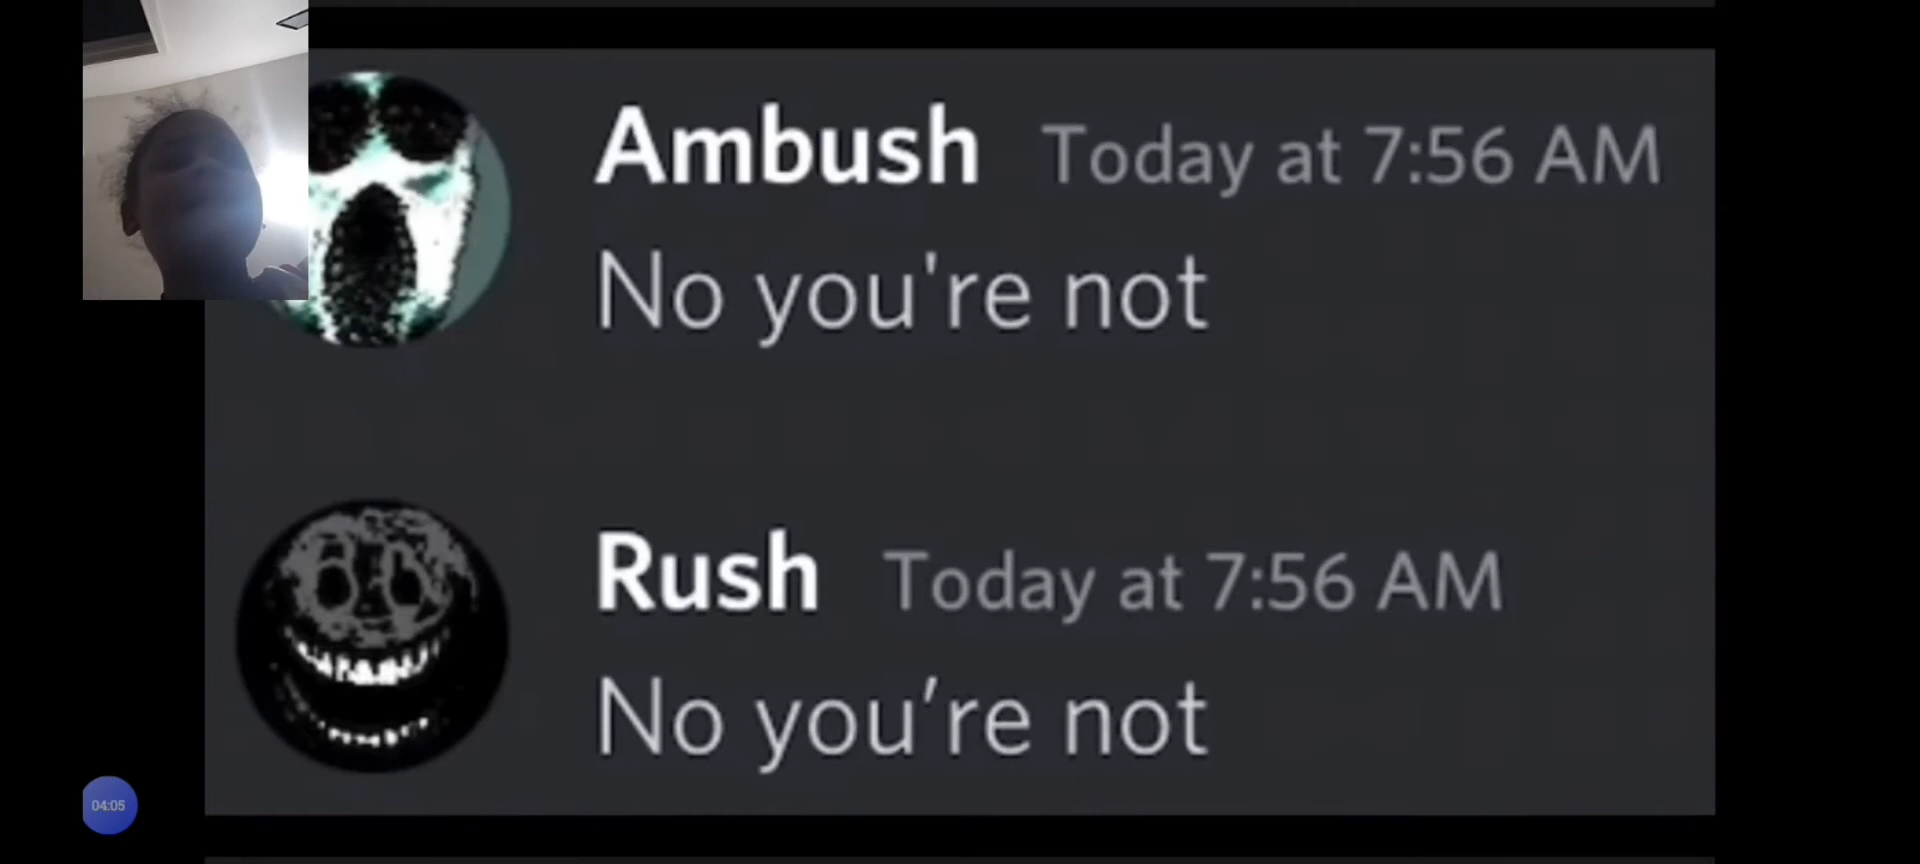 Ambush Today at 7:56 AM
No you're not
Rush Today at 7:56 AM
No you’re not
04:05